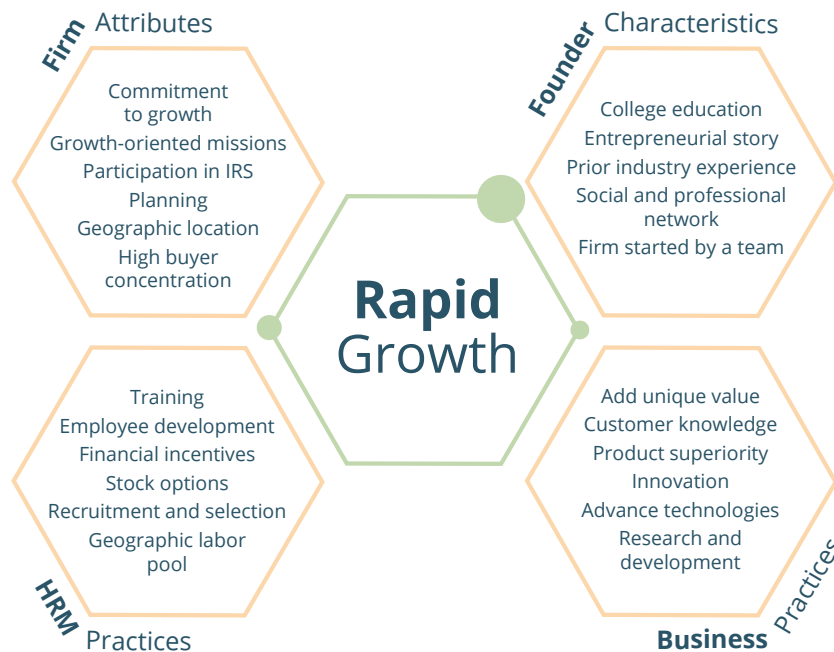 Firm Attributes
Commitment
to growth
Growth-oriented missions
Participation in IRS
Planning
Geographic location
High buyer
concentration
Founder Characteristics
College education
Entrepreneurial story
Prior industry experience
Social and professional
network
Firm started by a team
Rapid
Growth
Training
Employee development
Financial incentives
Stock options
Recruitment and selection
Geographic labor
pool
HRM Practices
Add unique value
Customer knowledge
Product superiority
Innovation
Advance technologies
Research and
development
Business Practices